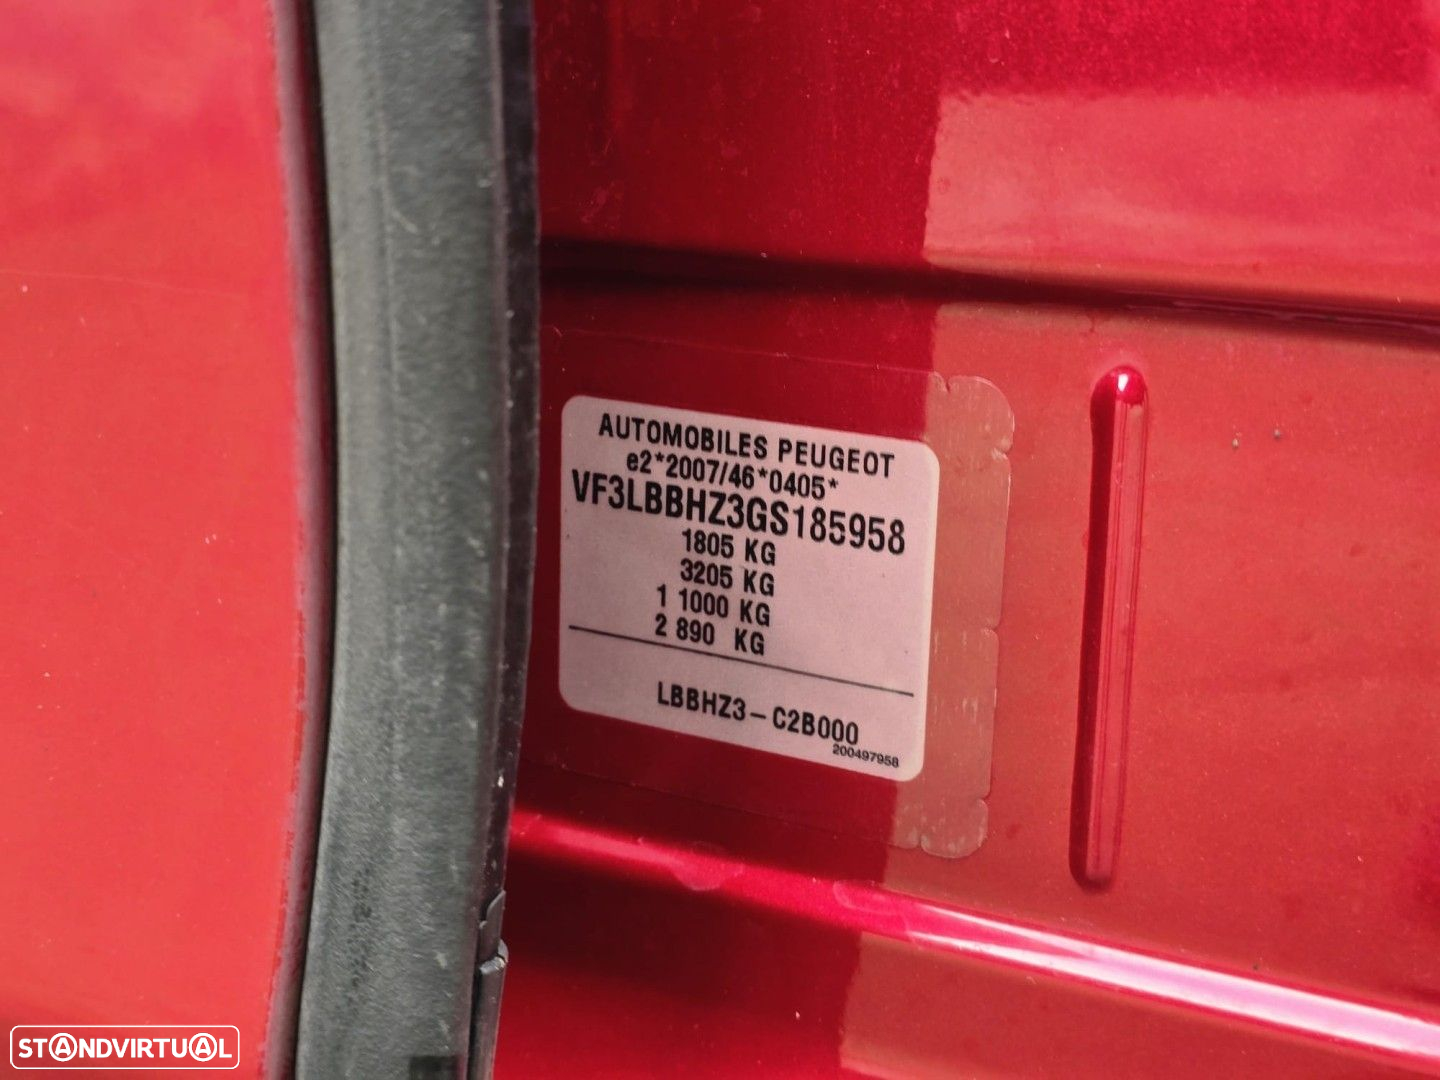 AUTOMOBILES PEUGEOT
e2*2007/46*0405*
VF3LBBHZ3GS185958
1805 KG
3205 KG
1 1000 KG
2 890 KG
LBBHZ3-C2B000
200497958
STANDVIRTUAL